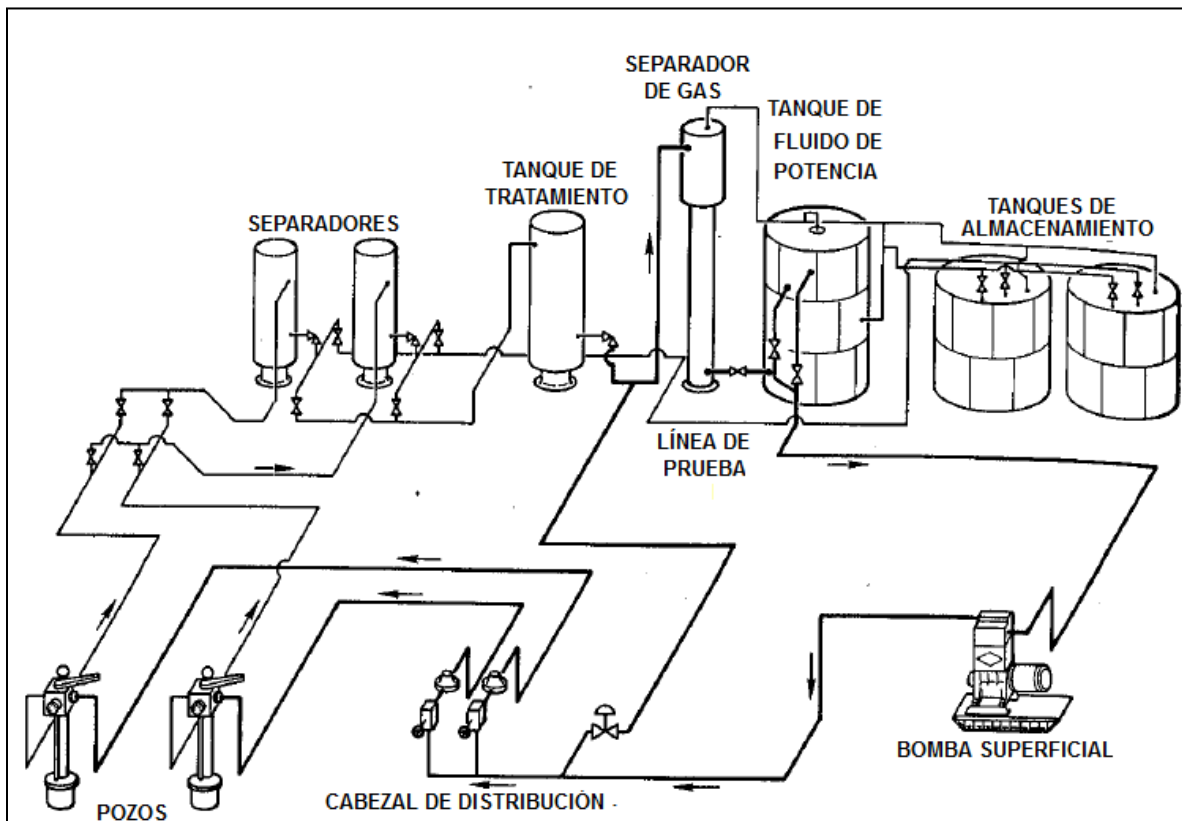 SEPARADOR
DE GAS
TANQUE DE
FLUIDO DE
POTENCIA
TANQUE DE
TRATAMIENTO
SEPARADORES
TANQUES DE
ALMACENAMIENTO
LÍNEA DE
PRUEBA
BOMBA SUPERFICIAL
CABEZAL DE DISTRIBUCIÓN
POZOS